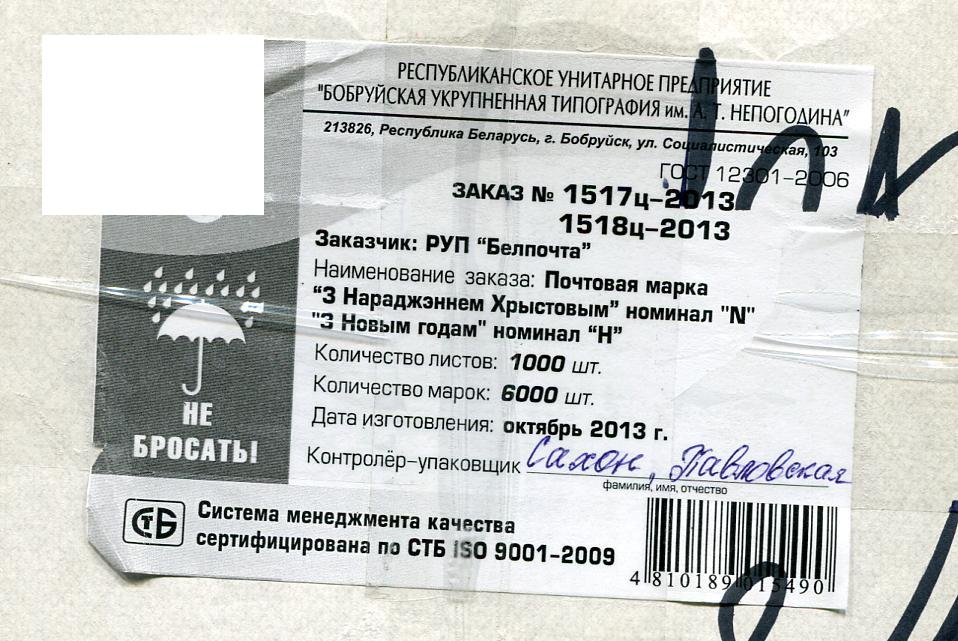 РЕСПУБЛИКАНСКОЕ УНИТАРНОЕ ПРЕДПРИЯТИЕ
"БОБРУЙСКАЯ УКРУПНЕННАЯ ТИПОГРАФИЯ им. А. Т. НЕПОГОДИНА"
213826, Республика Беларусь, г. Бобруйск, ул. Социалистическая, 103
ГОСТ 12301-2006
ЗАКАЗ № 1517ц-2013
1518ц-2013
Заказчик: РУП "Белпочта"
Наименование заказа: Почтовая марка
"З Нараджэннем Хрыстовым" номинал "N"
"З Новым годам" номинал "Н"
Количество листов: 1000 шт.
Количество марок: 6000 шт.
Дата изготовления: октябрь 2013 г.
Контролёр-упаковщик Сахон, Павловская
фамилия, имя, отчество
НЕ
БРОСАТЬ!
СТБ
Система менеджмента качества
сертифицирована по СТБ ISO 9001-2009
4 810189 015490